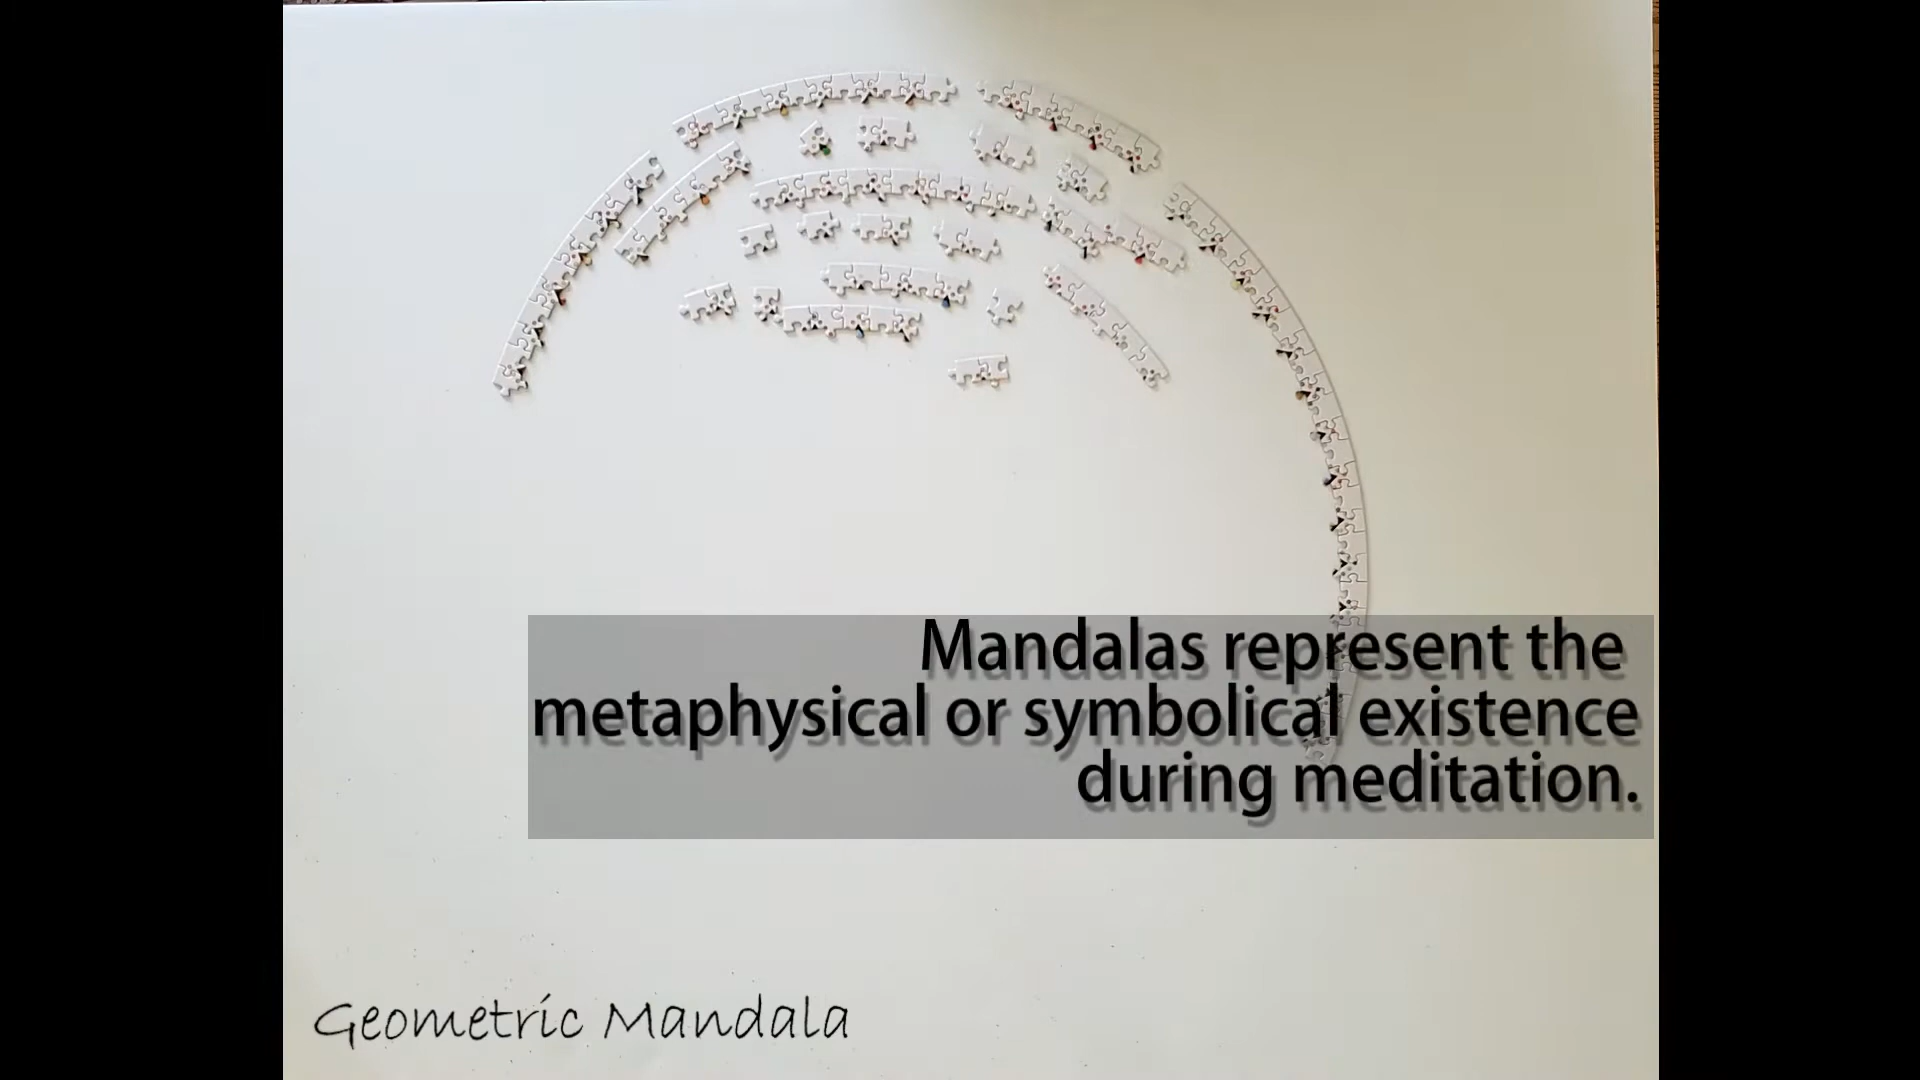 Mandalas represent the
metaphysical or symbolical existence
during meditation.
Geometric Mandala